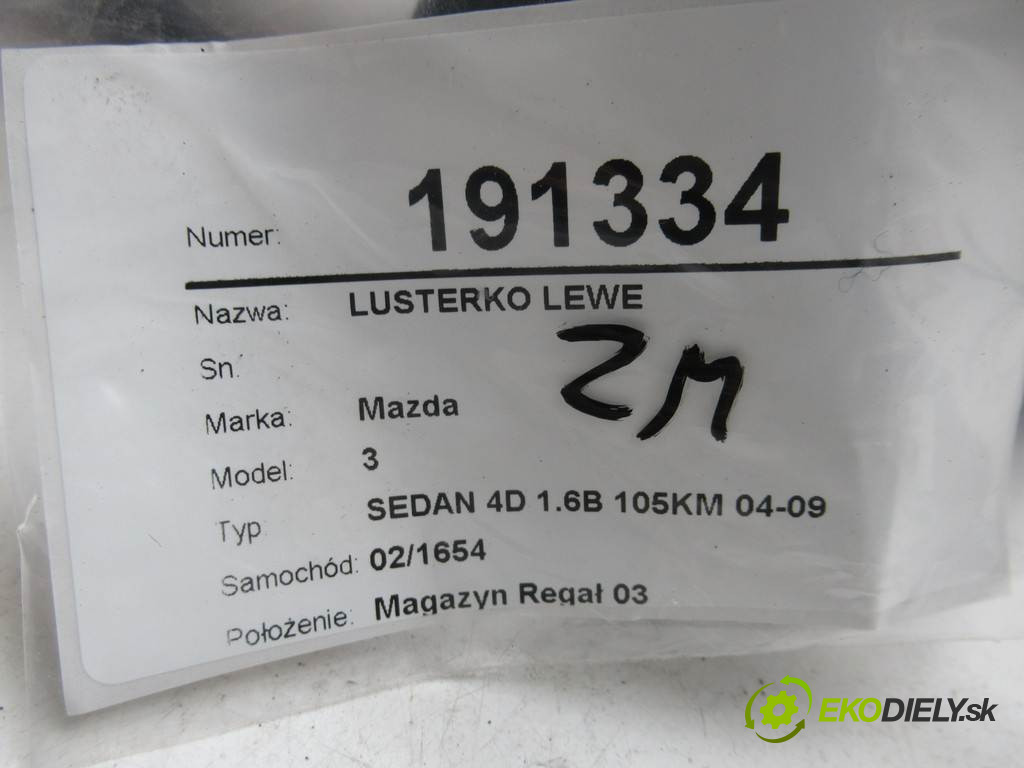 Numer: 191334
Nazwa: LUSTERKO LEWE
Sn:
ZM
Marka: Mazda
Model: 3
Typ SEDAN 4D 1.6B 105KM 04-09
Samochód: 02/1654
Położenie: Magazyn Regał 03
EKODIELY.sk